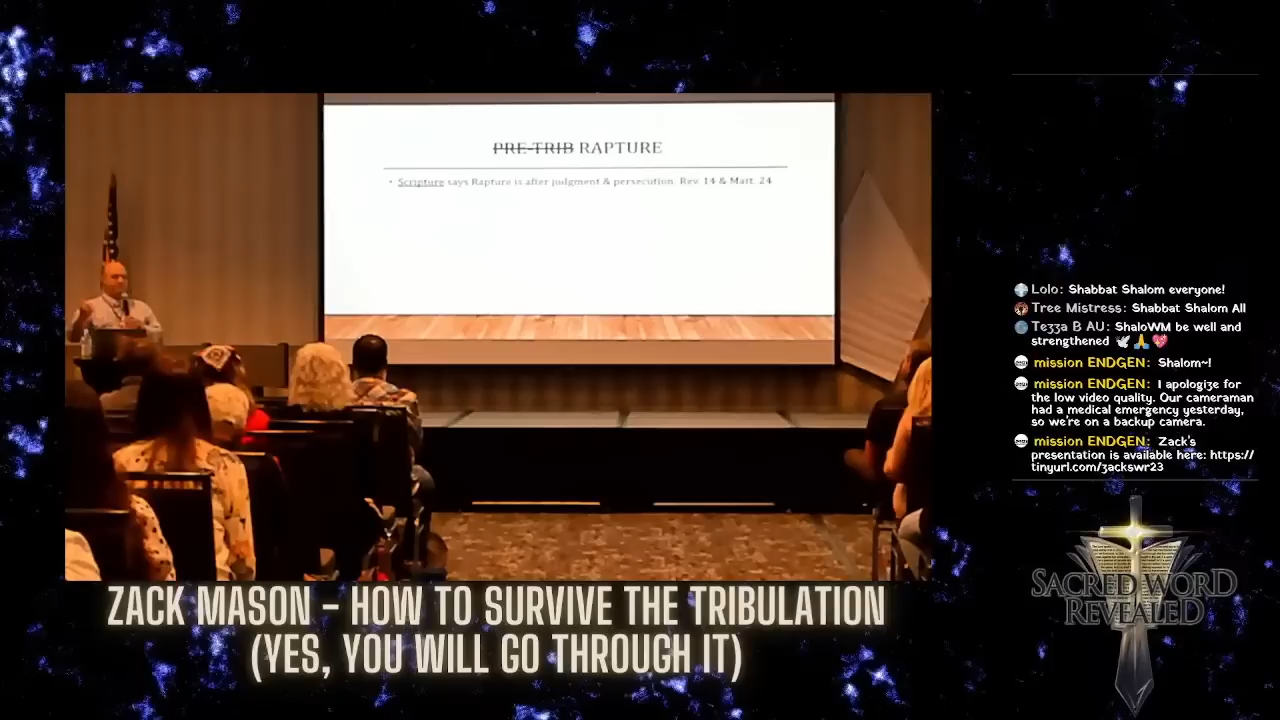 PRE-TRIB RAPTURE
• Scripture says Rapture is after judgment & persecution. Rev. 14 & Matt. 24
ZACK MASON - HOW TO SURVIVE THE TRIBULATION
(YES, YOU WILL GO THROUGH IT)
Lolo: Shabbat Shalom everyone!
Tree Mistress: Shabbat Shalom All
Te33a B AU: ShaloWM be well and
strengthened 🕊️🙏💖
mission ENDGEN: Shalom~!
mission ENDGEN: I apologize for
the low video quality. Our cameraman
had a medical emergency yesterday,
so we're on a backup camera.
mission ENDGEN: Zack's
presentation is available here: https://
tinyurl.com/zackswr23
SACRED WORD
REVEALED